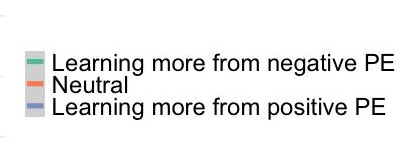 Learning more from negative PE
Neutral
Learning more from positive PE